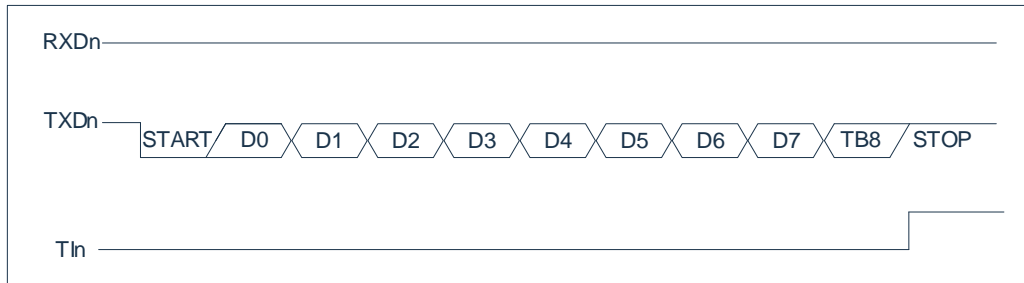 RXDn
TXDn
START D0 D1 D2 D3 D4 D5 D6 D7 TB8 STOP
TIn